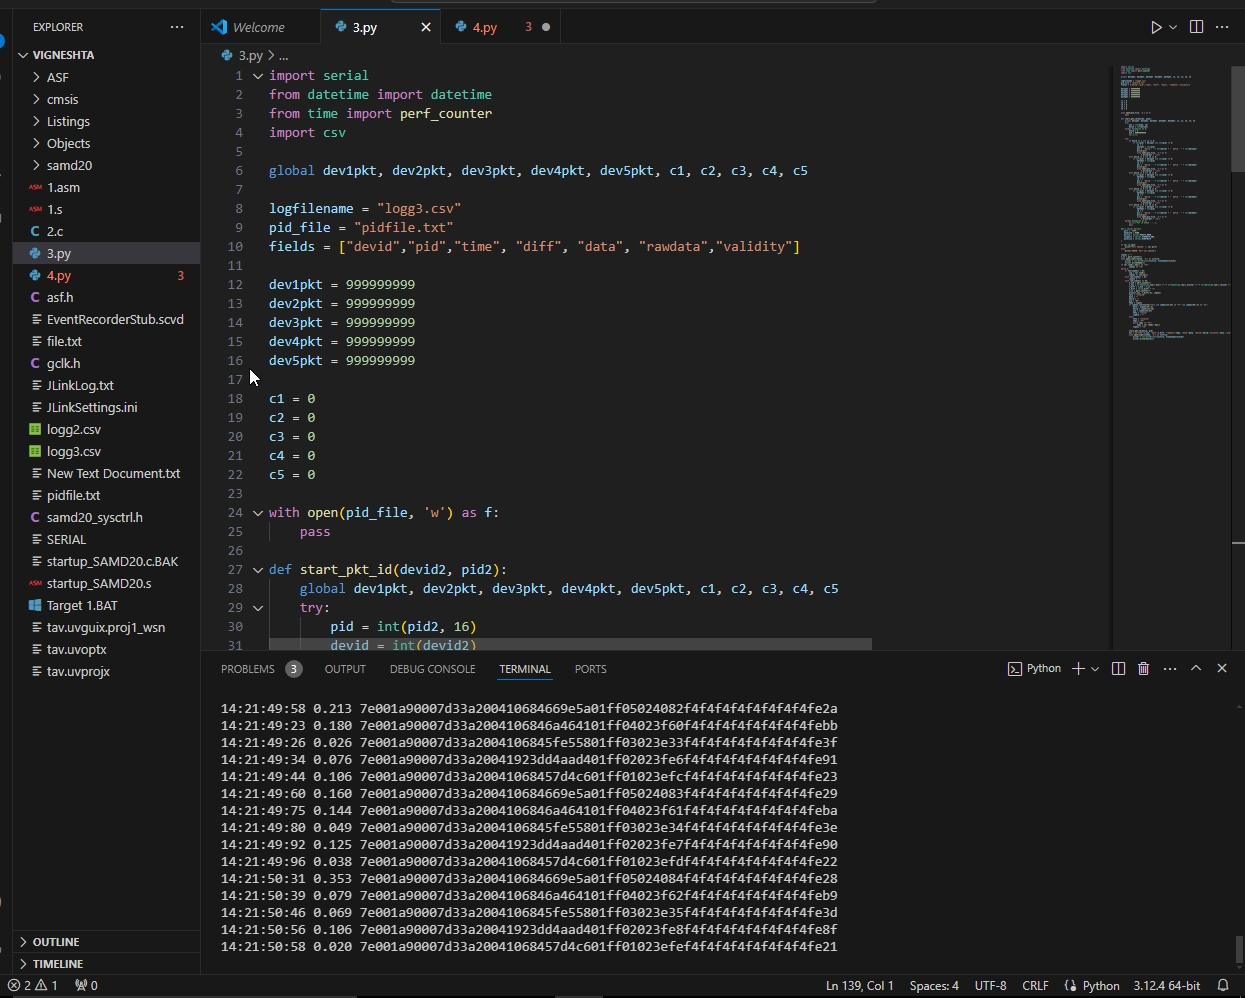 EXPLORER
VIGNESHTA
ASF
cmsis
Listings
Objects
samd20
ASM 1.asm
ASM 1.s
C 2.c
3.py
4.py 3
C asf.h
EventRecorderStub.scvd
file.txt
C gclk.h
JLinkLog.txt
JLinkSettings.ini
logg2.csv
logg3.csv
New Text Document.txt
pidfile.txt
C samd20_sysctrl.h
SERIAL
startup_SAMD20.c.BAK
ASM startup_SAMD20.s
Target 1.BAT
tav.uvguix.proj1_wsn
tav.uvoptx
tav.uvprojx
OUTLINE
TIMELINE
Welcome 3.py 4.py 3
3.py > ...
1 import serial
2 from datetime import datetime
3 from time import perf_counter
4 import csv
5
6 global dev1pkt, dev2pkt, dev3pkt, dev4pkt, dev5pkt, c1, c2, c3, c4, c5
7
8 logfilename = "logg3.csv"
9 pid_file = "pidfile.txt"
10 fields = ["devid","pid","time", "diff", "data", "rawdata","validity"]
11
12 dev1pkt = 999999999
13 dev2pkt = 999999999
14 dev3pkt = 999999999
15 dev4pkt = 999999999
16 dev5pkt = 999999999
17
18 c1 = 0
19 c2 = 0
20 c3 = 0
21 c4 = 0
22 c5 = 0
23
24 with open(pid_file, 'w') as f:
25 pass
26
27 def start_pkt_id(devid2, pid2):
28 global dev1pkt, dev2pkt, dev3pkt, dev4pkt, dev5pkt, c1, c2, c3, c4, c5
29 try:
30 pid = int(pid2, 16)
31 devid = int(devid2)
PROBLEMS 3 OUTPUT DEBUG CONSOLE TERMINAL PORTS Python
14:21:49:58 0.213 7e001a90007d33a200410684669e5a01ff05024082f4f4f4f4f4f4f4f4fe2a
14:21:49:23 0.180 7e001a90007d33a2004106846a464101ff04023f60f4f4f4f4f4f4f4f4febb
14:21:49:26 0.026 7e001a90007d33a2004106845fe55801ff03023e33f4f4f4f4f4f4f4f4fe3f
14:21:49:34 0.076 7e001a90007d33a20041923dd4aad401ff02023fe6f4f4f4f4f4f4f4f4fe91
14:21:49:44 0.106 7e001a90007d33a20041068457d4c601ff01023efcf4f4f4f4f4f4f4f4fe23
14:21:49:60 0.160 7e001a90007d33a200410684669e5a01ff05024083f4f4f4f4f4f4f4f4fe29
14:21:49:75 0.144 7e001a90007d33a2004106846a464101ff04023f61f4f4f4f4f4f4f4f4feba
14:21:49:80 0.049 7e001a90007d33a2004106845fe55801ff03023e34f4f4f4f4f4f4f4f4fe3e
14:21:49:92 0.125 7e001a90007d33a20041923dd4aad401ff02023fe7f4f4f4f4f4f4f4f4fe90
14:21:49:96 0.038 7e001a90007d33a20041068457d4c601ff01023efdf4f4f4f4f4f4f4f4fe22
14:21:50:31 0.353 7e001a90007d33a200410684669e5a01ff05024084f4f4f4f4f4f4f4f4fe28
14:21:50:39 0.079 7e001a90007d33a2004106846a464101ff04023f62f4f4f4f4f4f4f4f4feb9
14:21:50:46 0.069 7e001a90007d33a2004106845fe55801ff03023e35f4f4f4f4f4f4f4f4fe3d
14:21:50:56 0.106 7e001a90007d33a20041923dd4aad401ff02023fe8f4f4f4f4f4f4f4f4fe8f
14:21:50:58 0.020 7e001a90007d33a20041068457d4c601ff01023efef4f4f4f4f4f4f4f4fe21
2 1 0 Ln 139, Col 1 Spaces: 4 UTF-8 CRLF Python 3.12.4 64-bit